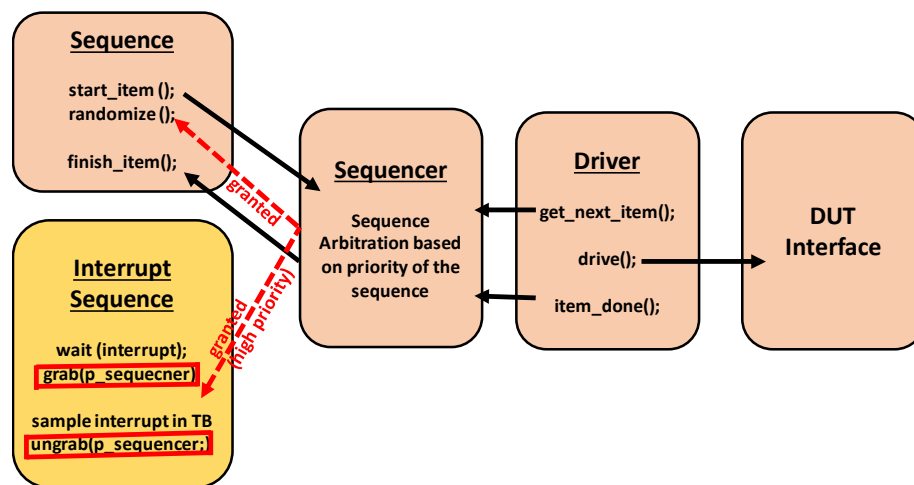 Sequence
start_item ();
randomize ();
finish_item();
granted
Interrupt
Sequence
wait (interrupt);
grab(p_sequecner)
sample interrupt in TB
ungrab(p_sequencer;)
granted
(high priority)
Sequencer
Sequence
Arbitration based
on priority of the
sequence
Driver
get_next_item();
drive();
item_done();
DUT
Interface